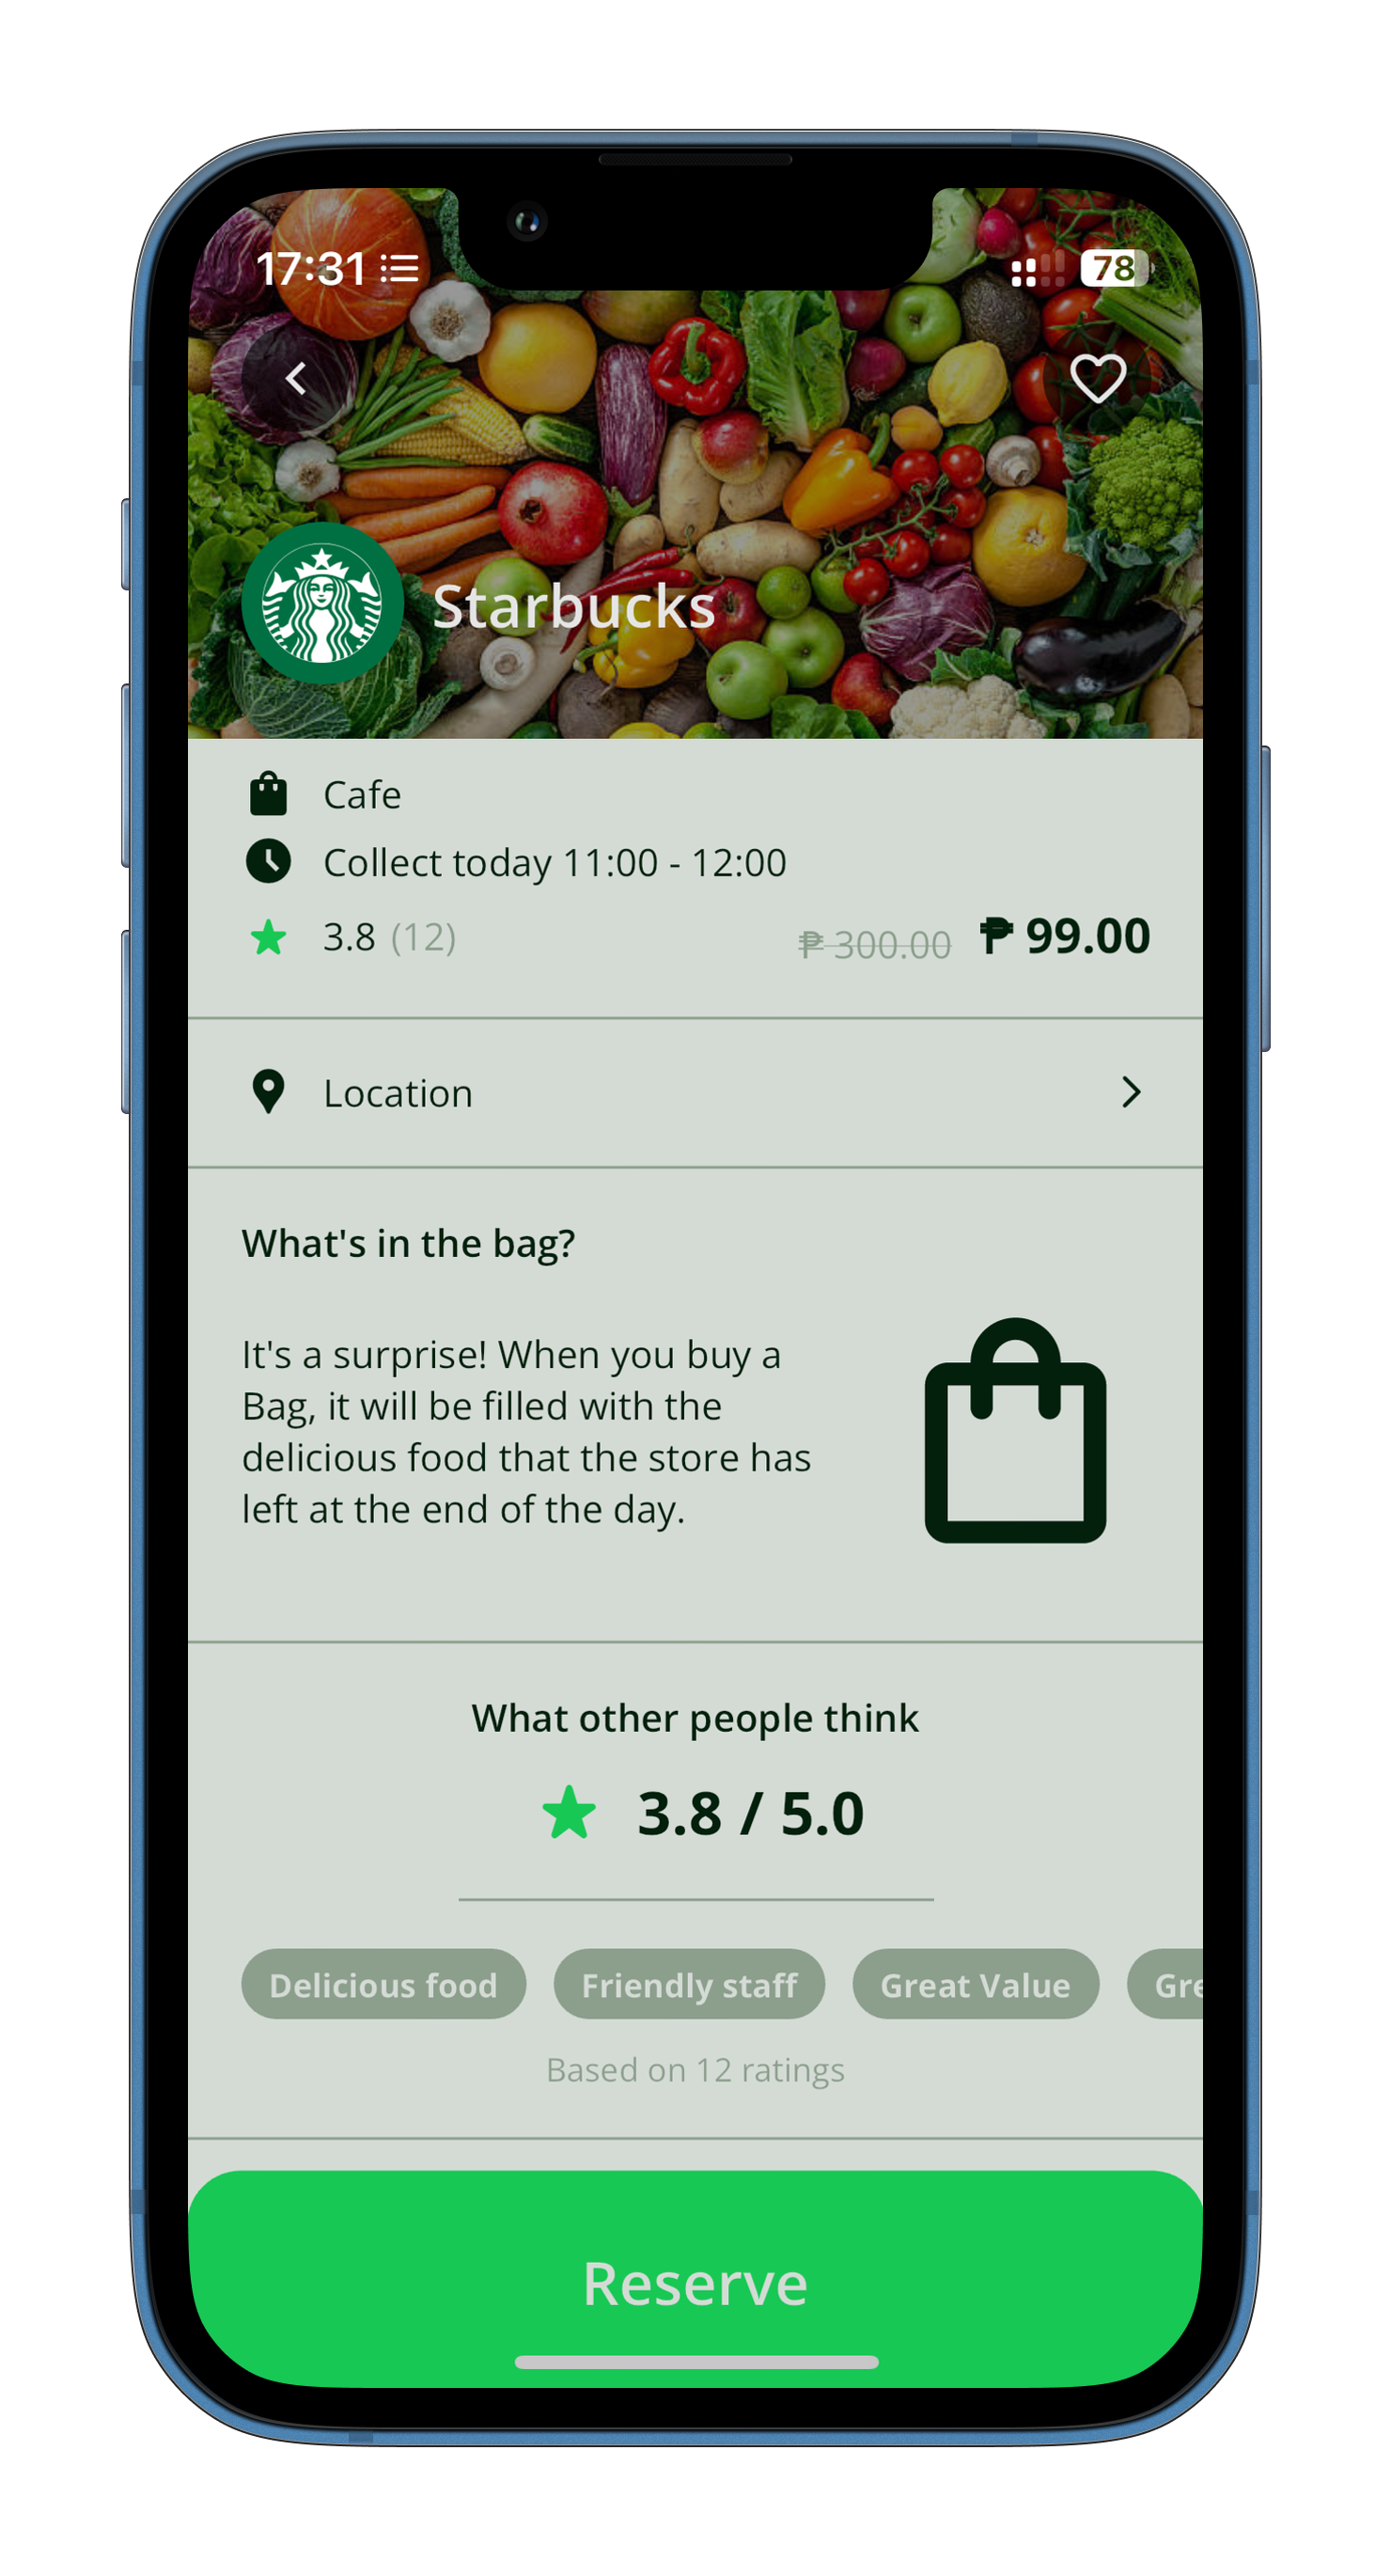 17:31
78
Starbucks
Cafe
Collect today 11:00 - 12:00
3.8 (12)
₱ 300.00 ₱ 99.00
Location
What's in the bag?
It's a surprise! When you buy a
Bag, it will be filled with the
delicious food that the store has
left at the end of the day.
What other people think
3.8 / 5.0
Delicious food
Friendly staff
Great Value
Gre
Based on 12 ratings
Reserve